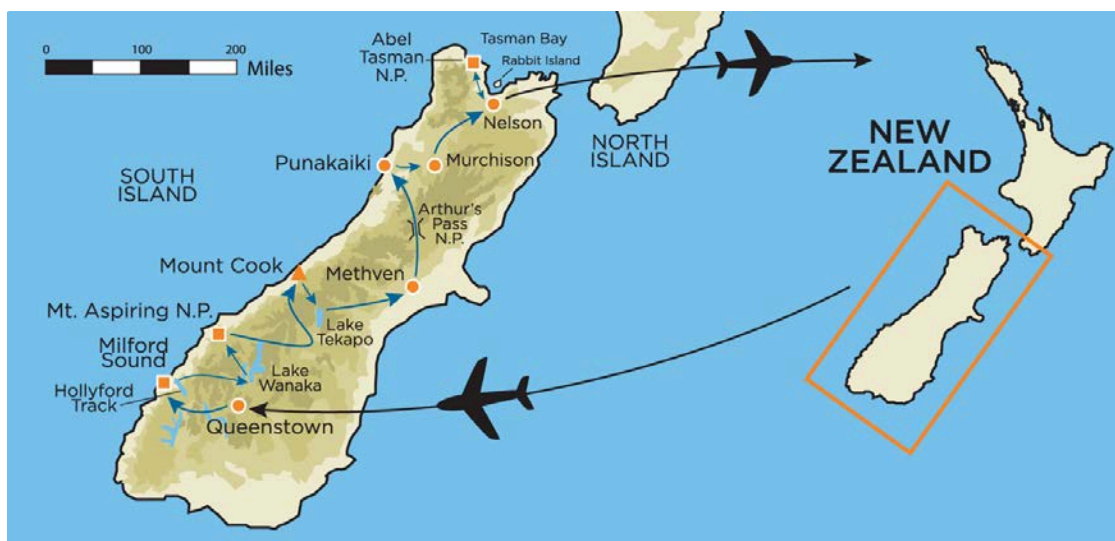 0 100 200
Miles
Abel
Tasman
N.P.
Tasman Bay
Rabbit Island
Nelson
NORTH
ISLAND
NEW
ZEALAND
Punakaiki
Murchison
SOUTH
ISLAND
Arthur's
Pass
N.P.
Mount Cook
Methven
Mt. Aspiring N.P.
Lake
Tekapo
Milford
Sound
Lake
Wanaka
Hollyford
Track
Queenstown